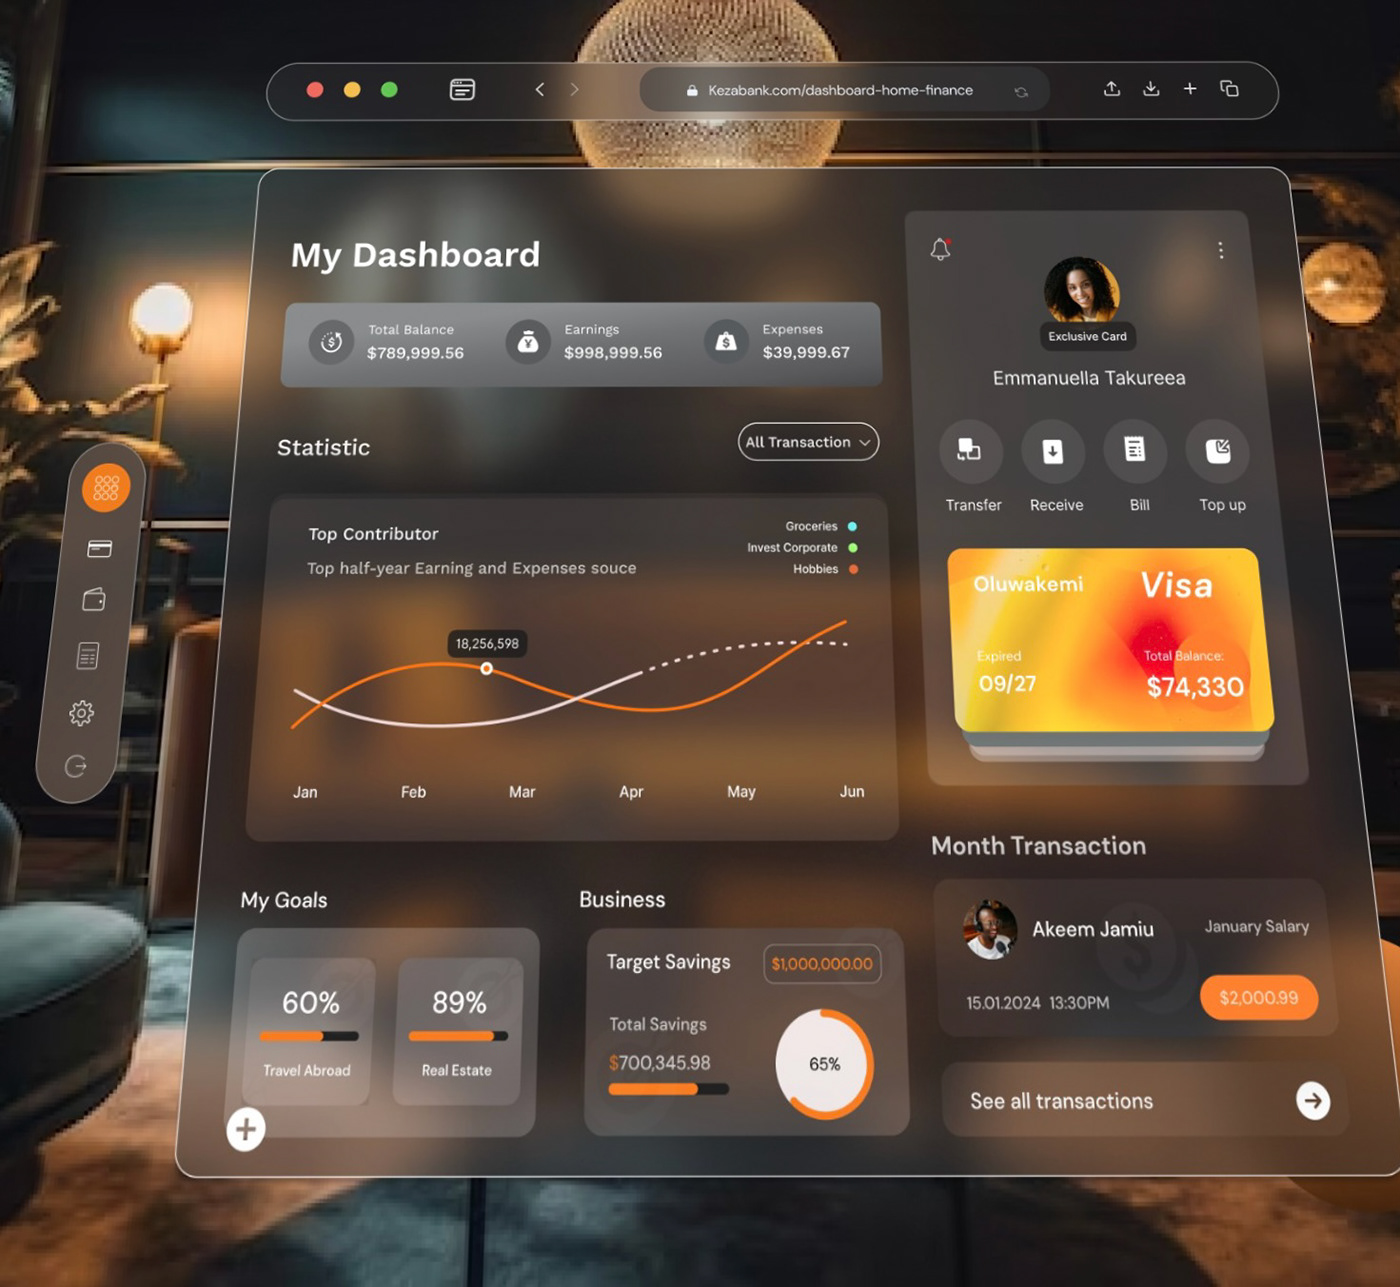 Kezabank.com/dashboard-home-finance
My Dashboard
Total Balance
$789,999.56
Earnings
$998,999.56
Expenses
$39,999.67
Statistic
All Transaction
Top Contributor
Top half-year Earning and Expenses souce
Groceries
Invest Corporate
Hobbies
18,256,598
Jan Feb Mar Apr May Jun
My Goals
60%
Travel Abroad
89%
Real Estate
Business
Target Savings
$1,000,000.00
Total Savings
$700,345.98
65%
Exclusive Card
Emmanuella Takureea
Transfer Receive Bill Top up
Oluwakemi
Visa
Expired
09/27
Total Balance:
$74,330
Month Transaction
Akeem Jamiu
January Salary
15.01.2024 13:30PM
$2,000.99
See all transactions